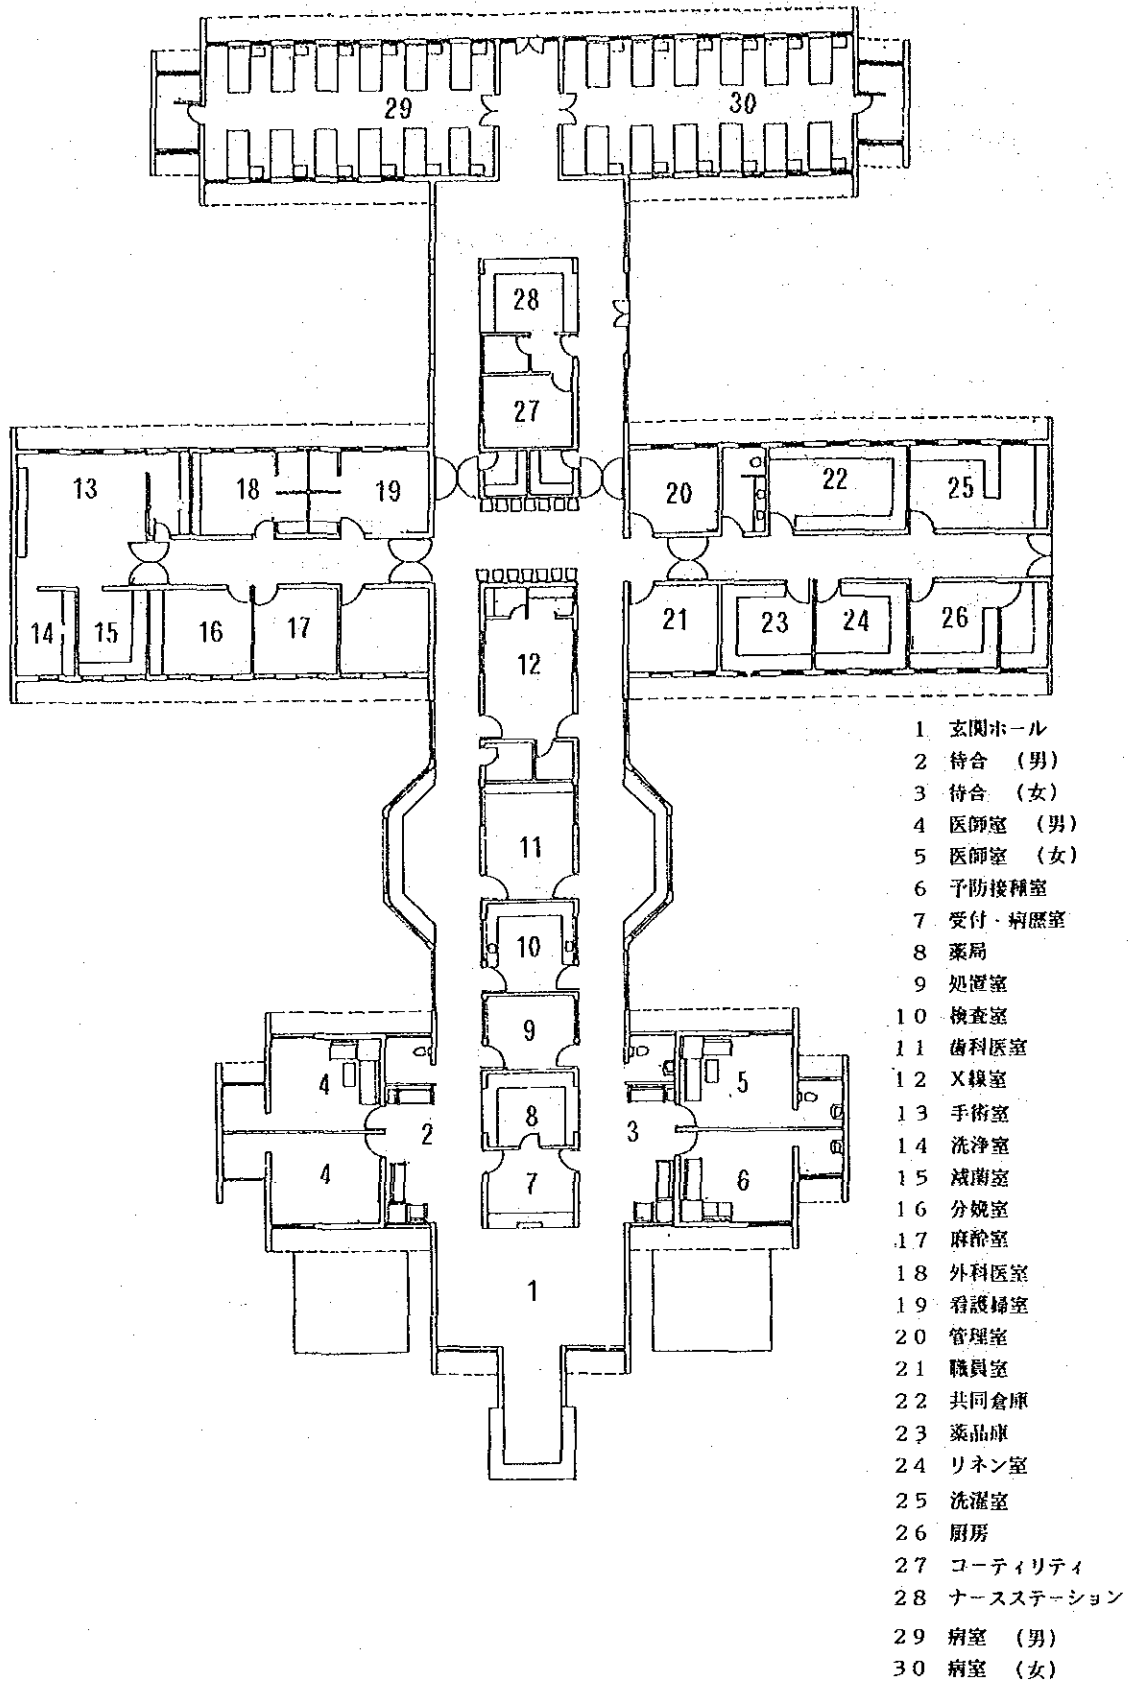 29
30
28
27
13
18
19
20
22
25
14
15
16
17
21
23
24
26
12
11
10
9
4
5
8
2
3
4
7
6
1
1 玄関ホール
2 待合 (男)
3 待合 (女)
4 医師室 (男)
5 医師室 (女)
6 予防接種室
7 受付・病歴室
8 薬局
9 処置室
10 検査室
11 歯科医室
12 X線室
13 手術室
14 洗浄室
15 滅菌室
16 分娩室
17 麻酔室
18 外科医室
19 看護婦室
20 管理室
21 職員室
22 共同倉庫
23 薬品庫
24 リネン室
25 洗濯室
26 厨房
27 コーティリティ
28 ナースステーション
29 病室 (男)
30 病室 (女)